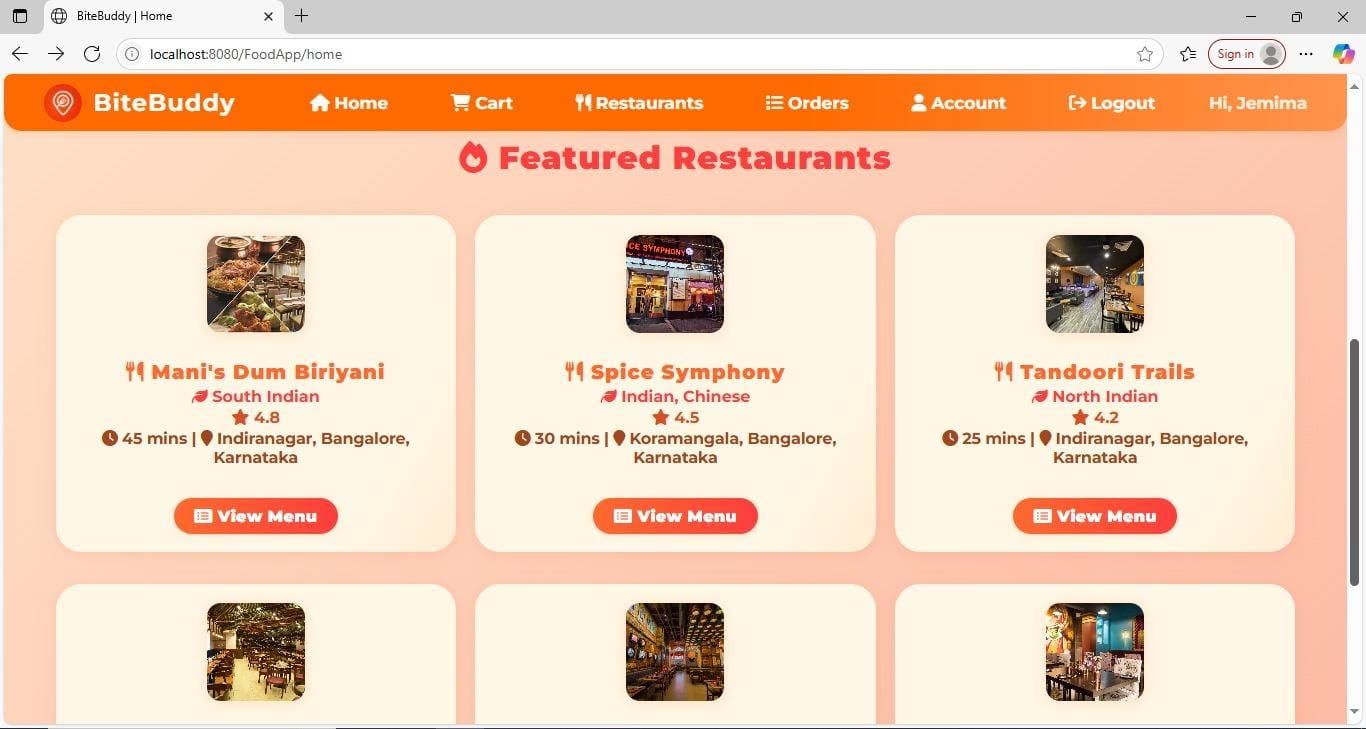 BiteBuddy | Home
localhost:8080/FoodApp/home
Sign in
BiteBuddy Home Cart Restaurants Orders Account Logout Hi, Jemima
Featured Restaurants
CE SYMPHONY
Mani's Dum Biriyani
South Indian
4.8
45 mins | Indiranagar, Bangalore,
Karnataka
View Menu
Spice Symphony
Indian, Chinese
4.5
30 mins | Koramangala, Bangalore,
Karnataka
View Menu
Tandoori Trails
North Indian
4.2
25 mins | Indiranagar, Bangalore,
Karnataka
View Menu